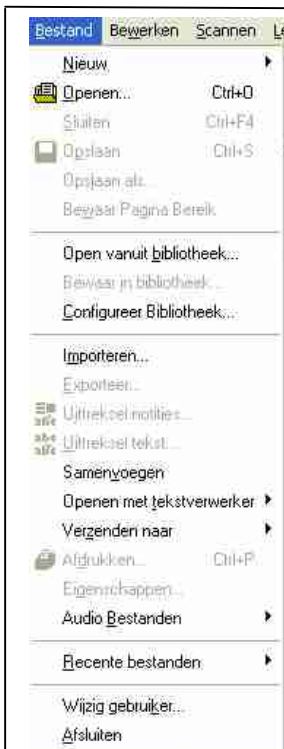 Bestand Bewerken Scannen Le
Nieuw
Openen... Ctrl+O
Sluiten Ctrl+F4
Opslaan Ctrl+S
Opslaan als...
Bewaar Pagina Bereik
Open vanuit bibliotheek...
Bewaar in bibliotheek...
Configureer Bibliotheek...
Importeren...
Exporteer...
Uittreksel notities...
Uittreksel tekst...
Samenvoegen
Openen met tekstverwerker
Verzenden naar
Afdrukken... Ctrl+P
Eigenschappen...
Audio Bestanden
Recente bestanden
Wijzig gebruiker...
Afsluiten